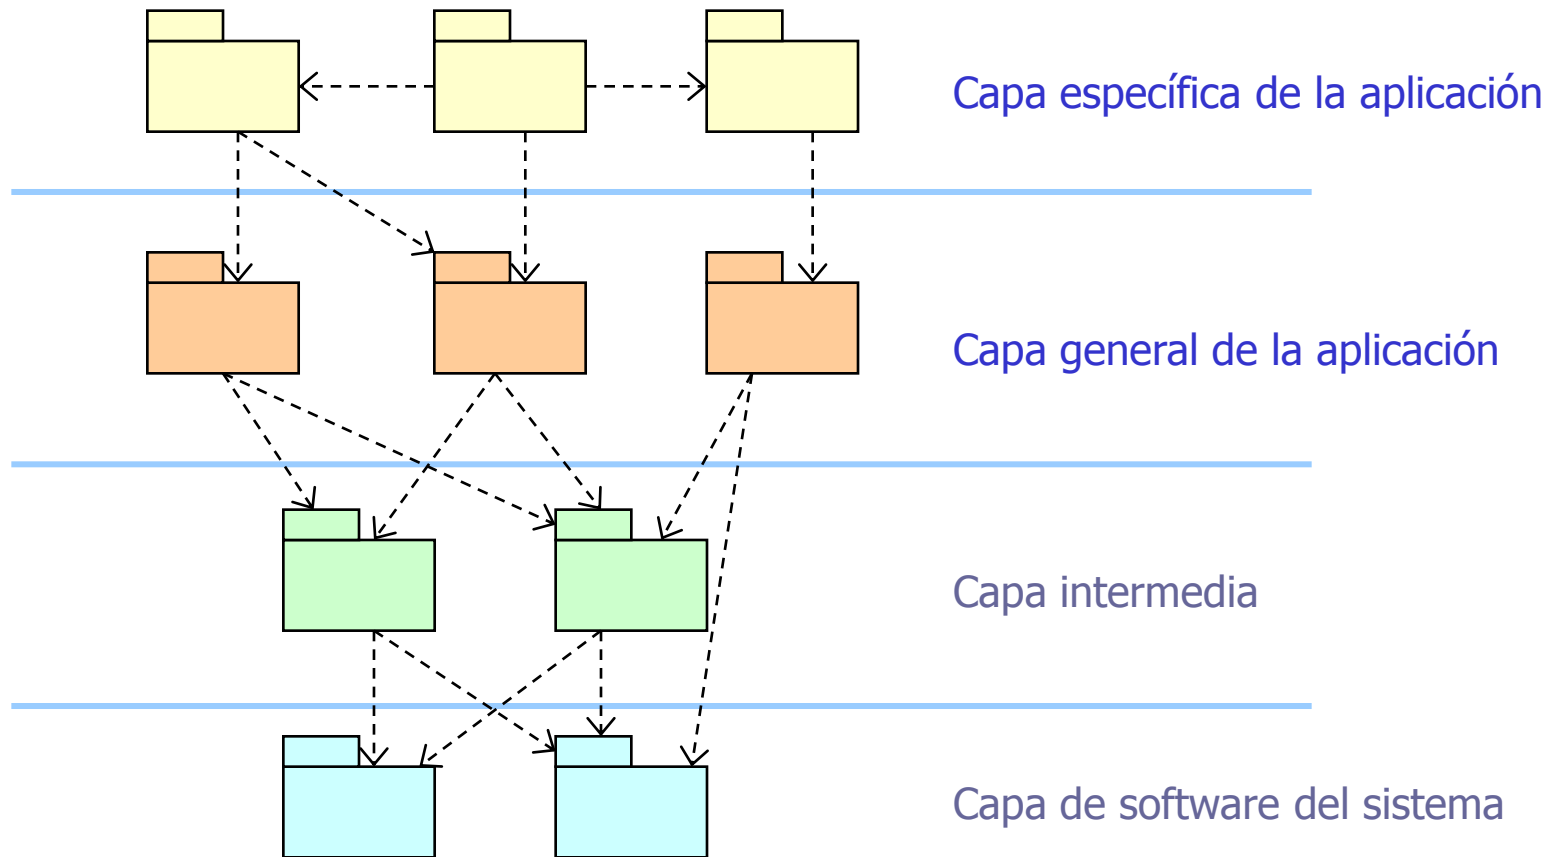 Capa específica de la aplicación
Capa general de la aplicación
Capa intermedia
Capa de software del sistema